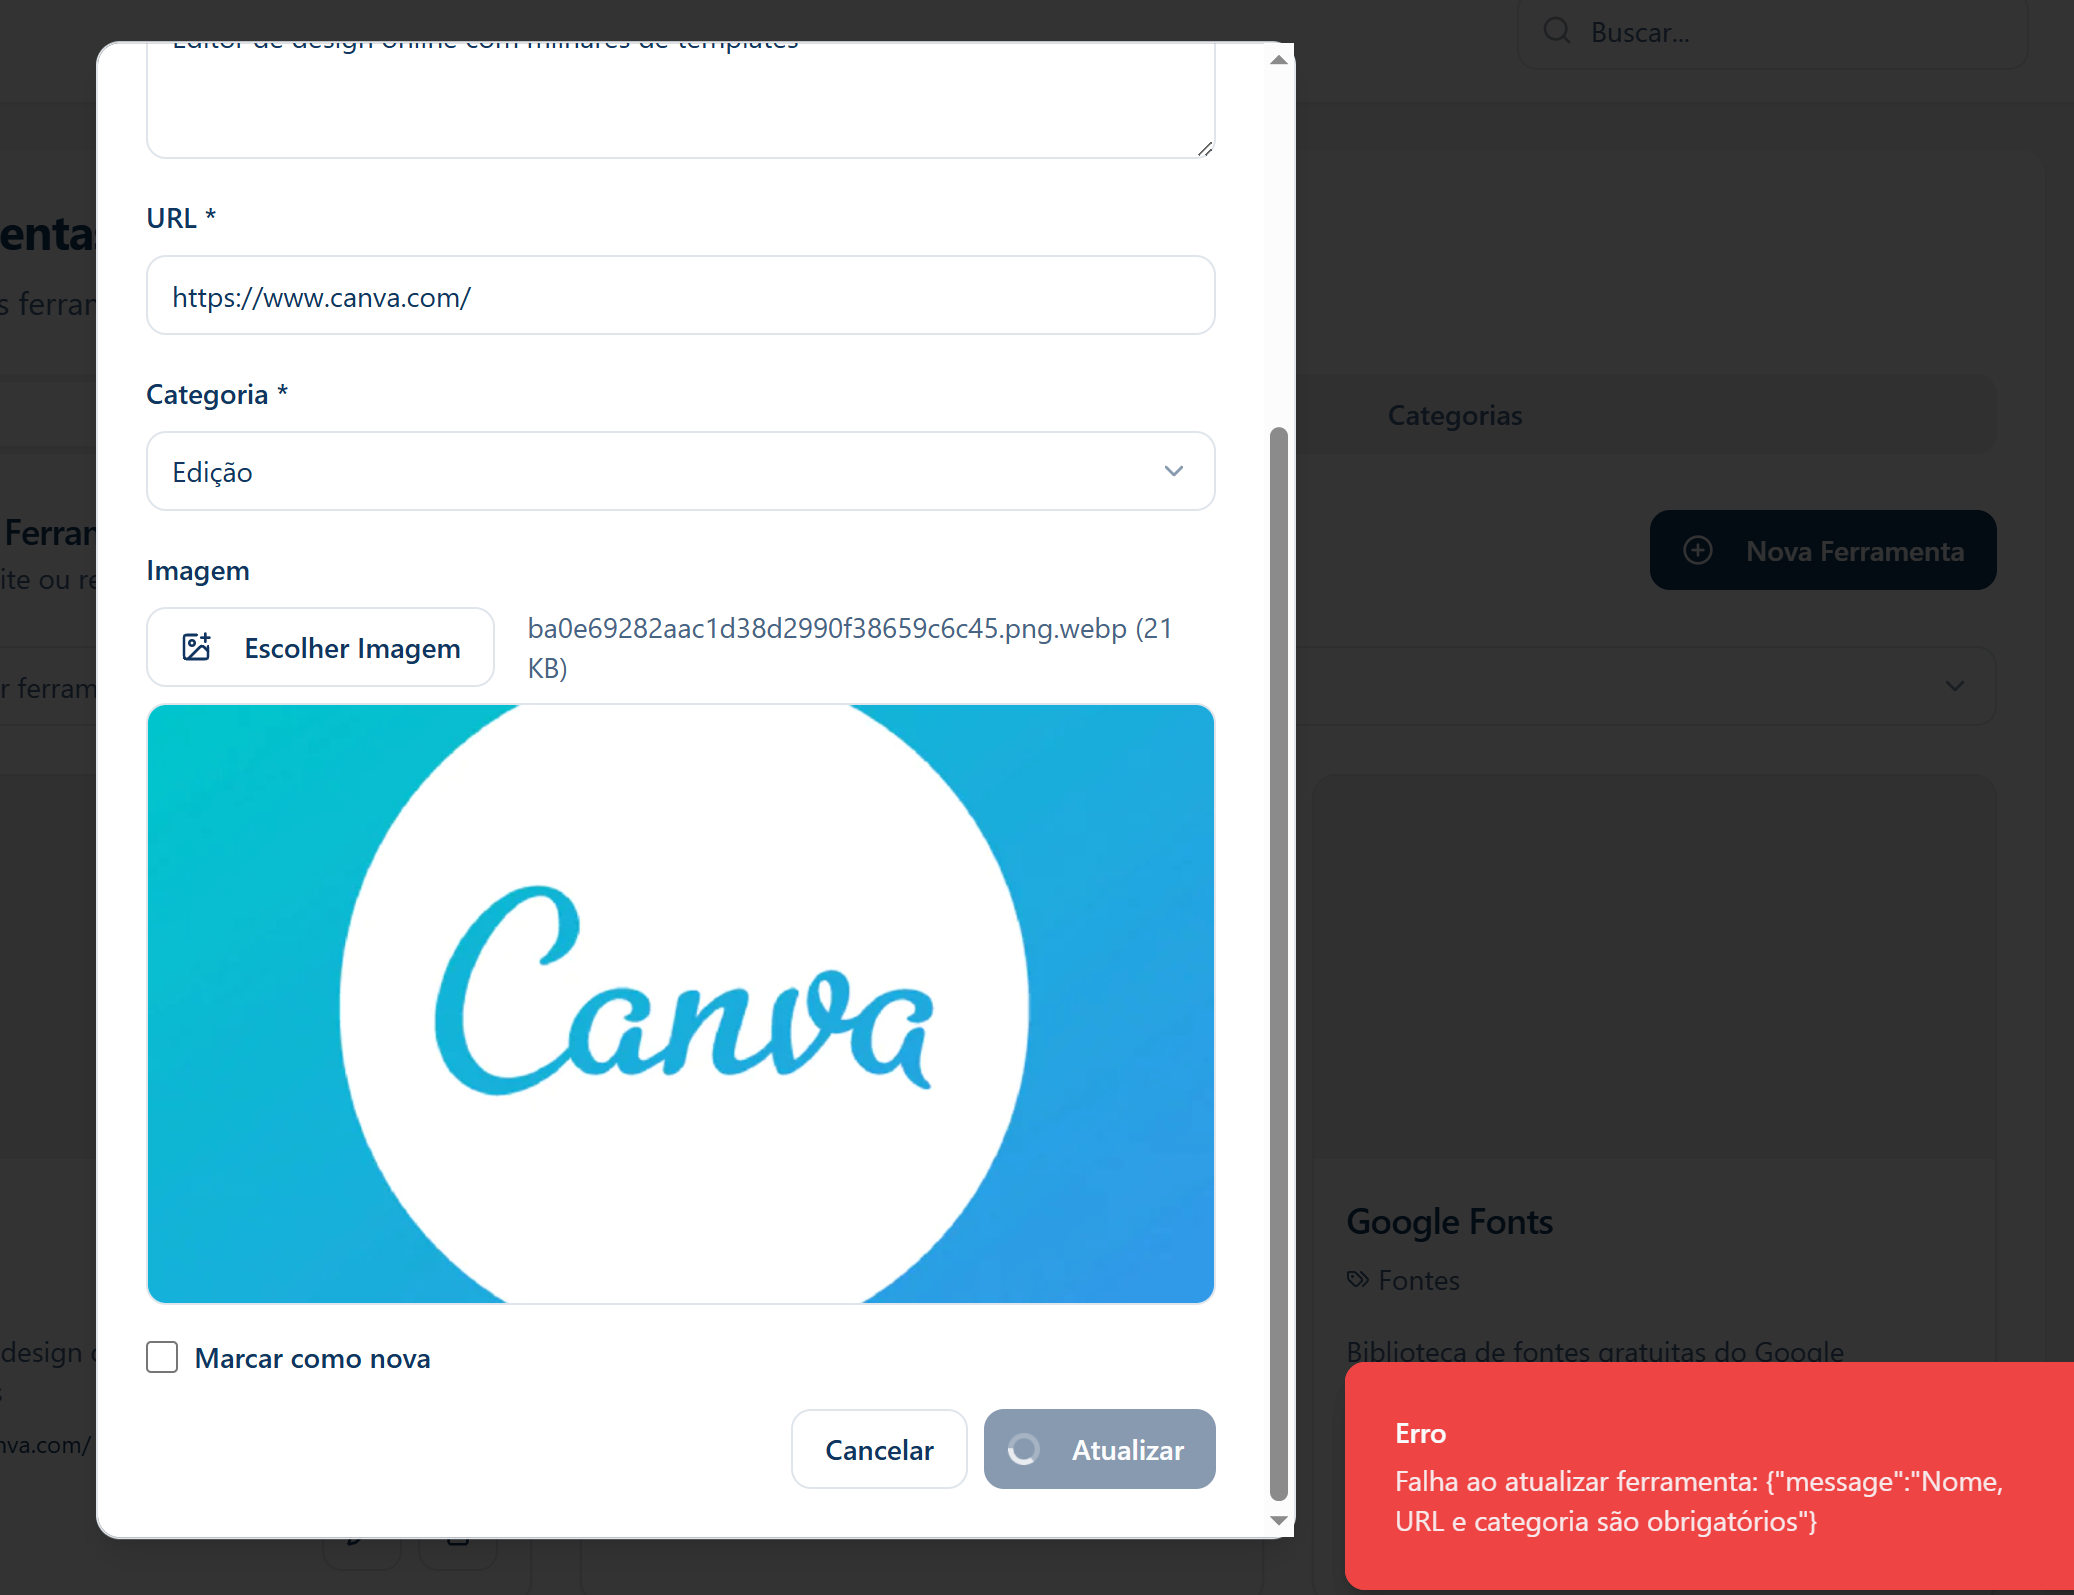 Buscar...
Editor de design online com milhares de templates
URL *
https://www.canva.com/
Categoria *
Edição
Imagem
Escolher Imagem
ba0e69282aac1d38d2990f38659c6c45.png.webp (21
KB)
Canva
Marcar como nova
Cancelar
Atualizar
entas
s ferran
Ferran
ite ou re
r ferram
design
nva.com/
Categorias
Nova Ferramenta
Google Fonts
Fontes
Biblioteca de fontes gratuitas do Google
Erro
Falha ao atualizar ferramenta: {"message":"Nome,
URL e categoria são obrigatórios"}